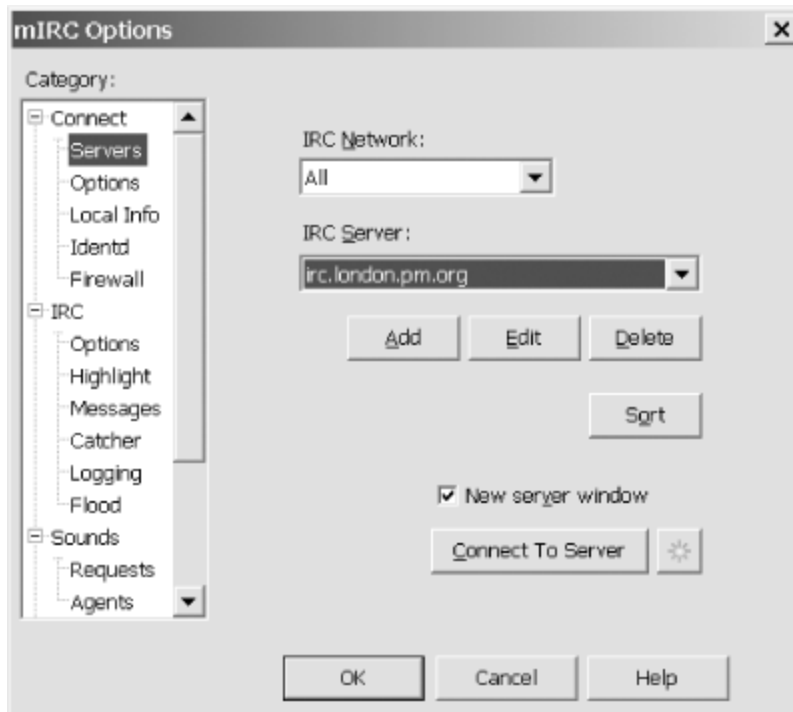 mIRC Options
Category:
Connect
Servers
Options
Local Info
Identd
Firewall
IRC
Options
Highlight
Messages
Catcher
Logging
Flood
Sounds
Requests
Agents
IRC Network:
All
IRC Server:
irc.london.pm.org
Add Edit Delete
Sort
New server window
Connect To Server
OK Cancel Help